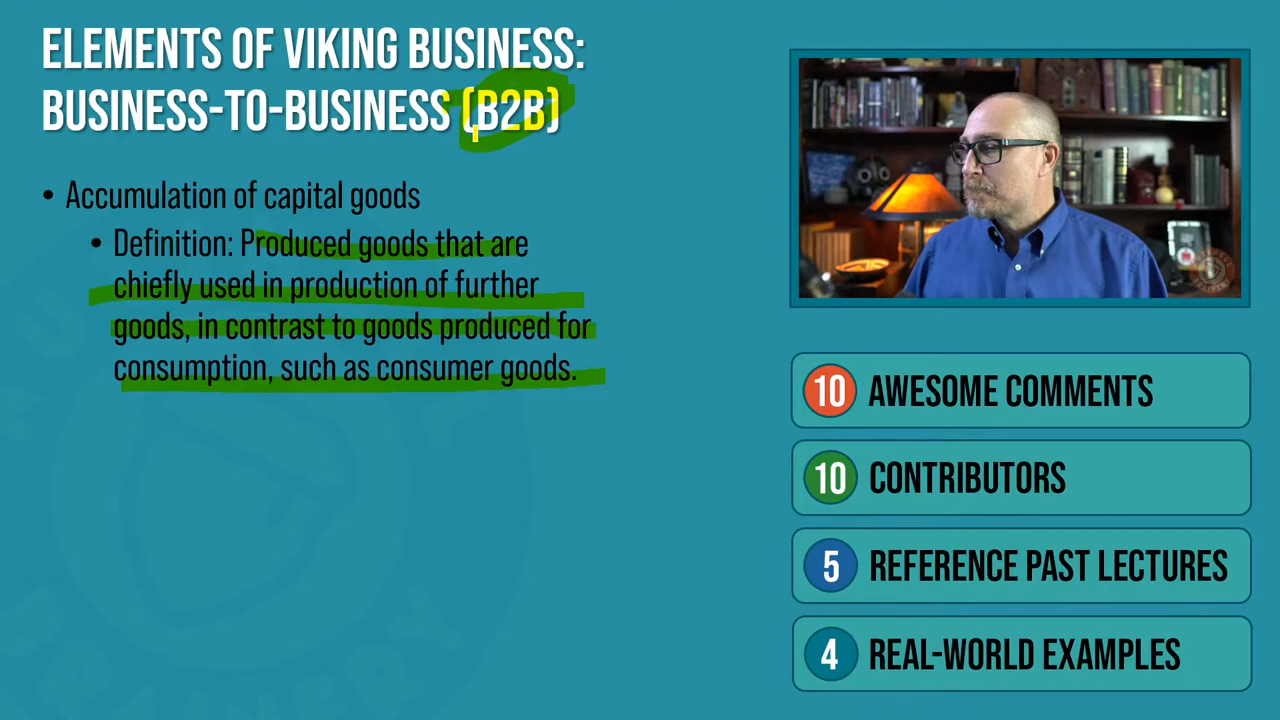 ELEMENTS OF VIKING BUSINESS:
BUSINESS-TO-BUSINESS (B2B)
• Accumulation of capital goods
• Definition: Produced goods that are
chiefly used in production of further
goods, in contrast to goods produced for
consumption, such as consumer goods.
10 AWESOME COMMENTS
10 CONTRIBUTORS
5 REFERENCE PAST LECTURES
4 REAL-WORLD EXAMPLES